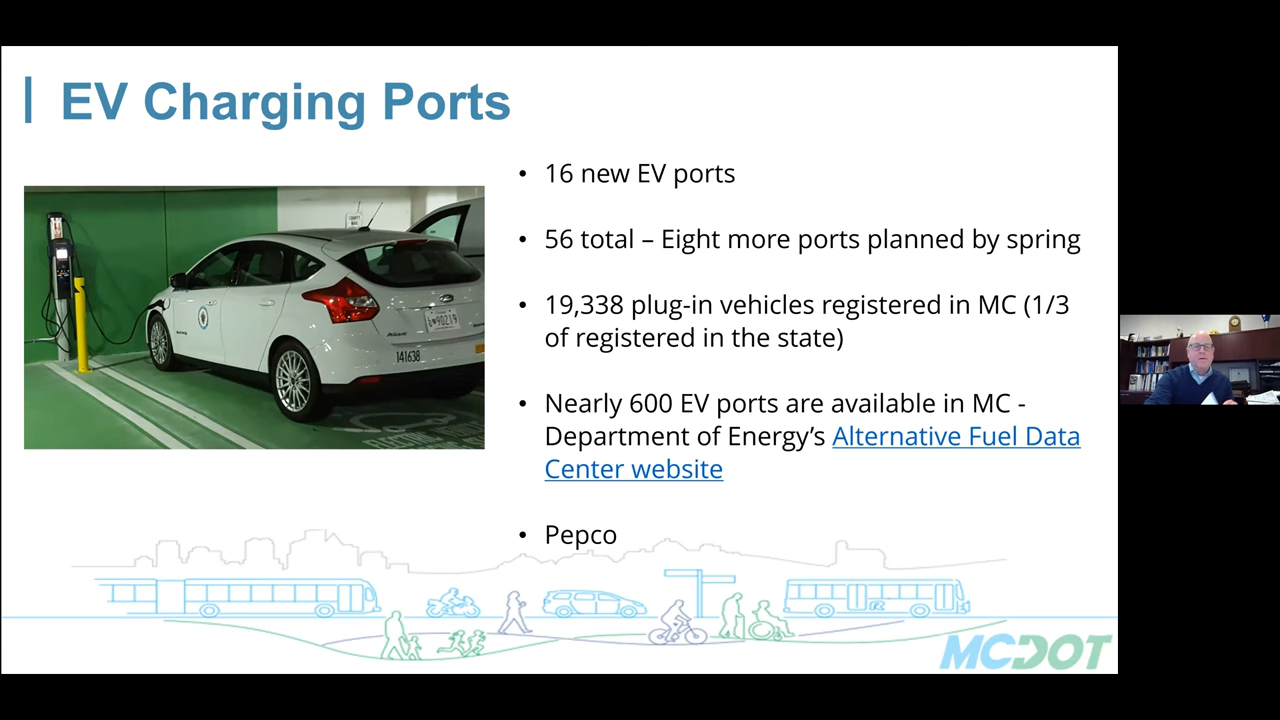 EV Charging Ports
• 16 new EV ports
• 56 total – Eight more ports planned by spring
• 19,338 plug-in vehicles registered in MC (1/3
of registered in the state)
• Nearly 600 EV ports are available in MC -
Department of Energy’s Alternative Fuel Data
Center website
• Pepco
141638
MCDOT